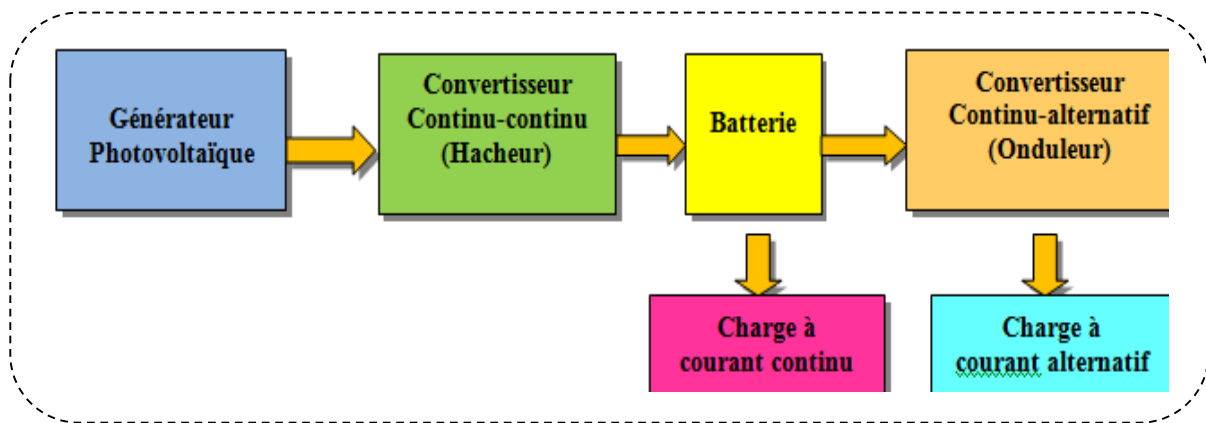 Générateur
Photovoltaïque
Convertisseur
Continu-continu
(Hacheur)
Batterie
Convertisseur
Continu-alternatif
(Onduleur)
Charge à
courant continu
Charge à
courant alternatif